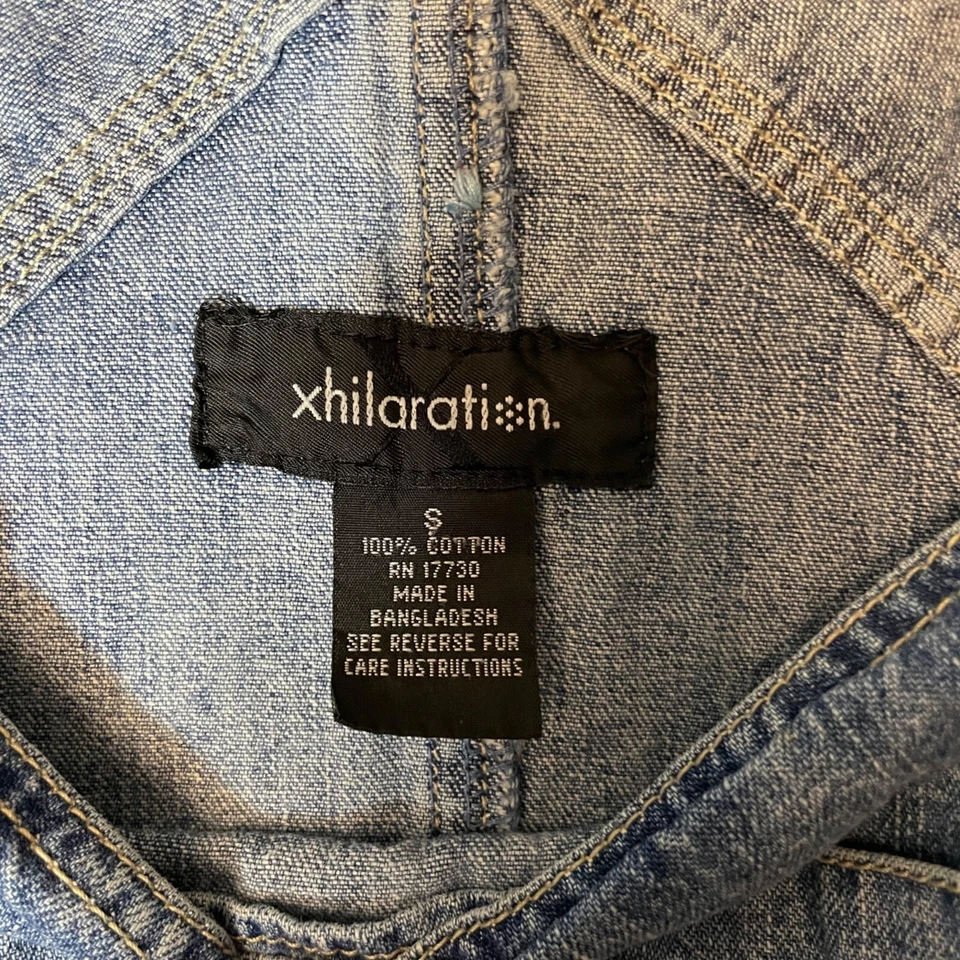 xhilaration.
S
100% COTTON
RN 17730
MADE IN
BANGLADESH
SEE REVERSE FOR
CARE INSTRUCTIONS